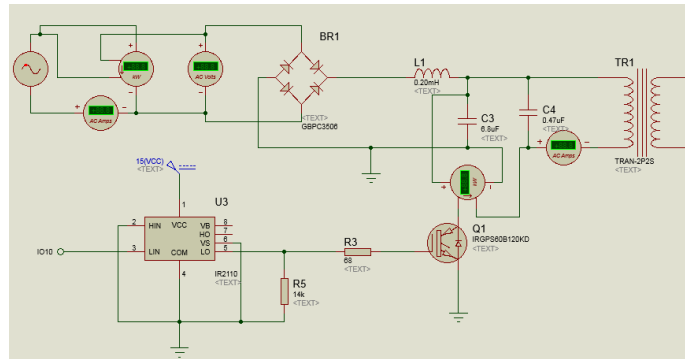 BR1
kW
AC Volts
AC Amps
<TEXT>
GBPC3506
L1
0.20mH
<TEXT>
C3
6.8uF
<TEXT>
C4
0.47uF
<TEXT>
TR1
AC Amps
TRAN-2P2S
<TEXT>
kW
15(VCC)
<TEXT>
U3
1
2
HIN
VCC
VB
8
HO
7
VS
6
IO10
3
LIN
COM
LO
5
IR2110
<TEXT>
4
R5
14k
<TEXT>
R3
68
<TEXT>
Q1
IRGPS60B120KD
<TEXT>